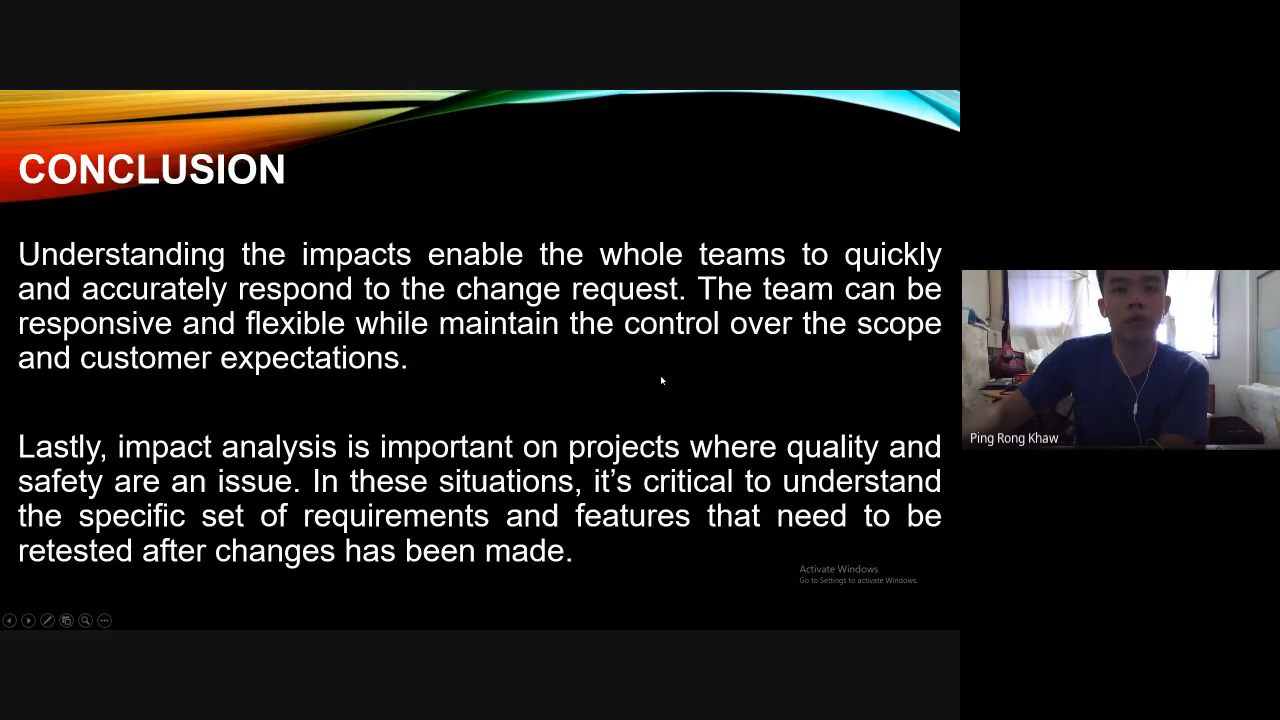 CONCLUSION
Understanding the impacts enable the whole teams to quickly
and accurately respond to the change request. The team can be
responsive and flexible while maintain the control over the scope
and customer expectations.
Lastly, impact analysis is important on projects where quality and
safety are an issue. In these situations, it’s critical to understand
the specific set of requirements and features that need to be
retested after changes has been made.
Activate Windows
Go to Settings to activate Windows.
Ping Rong Khaw